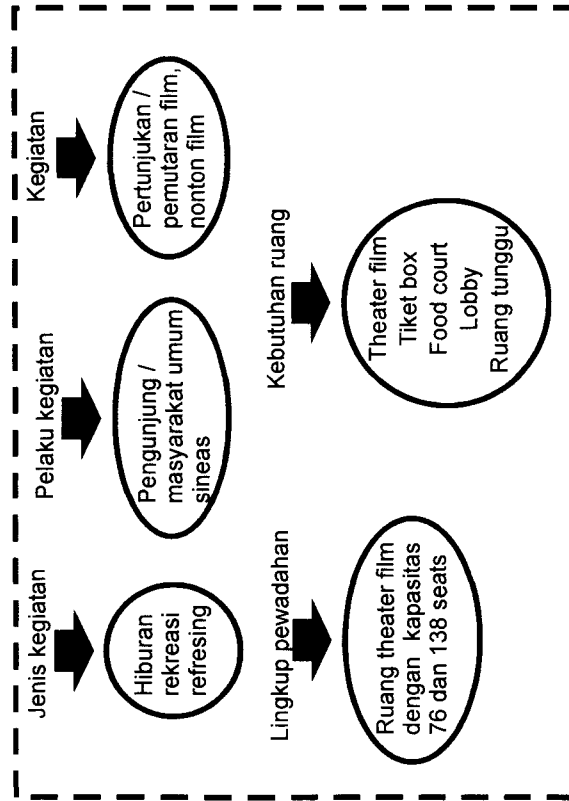 Jenis kegiatan
Hiburan
rekreasi
refresing
Pelaku kegiatan
Pengunjung /
masyarakat umum
sineas
Kegiatan
Pertunjukan /
pemutaran film,
nonton film
Lingkup pewadahan
Ruang theater film
dengan kapasitas
76 dan 138 seats
Kebutuhan ruang
Theater film
Tiket box
Food court
Lobby
Ruang tunggu